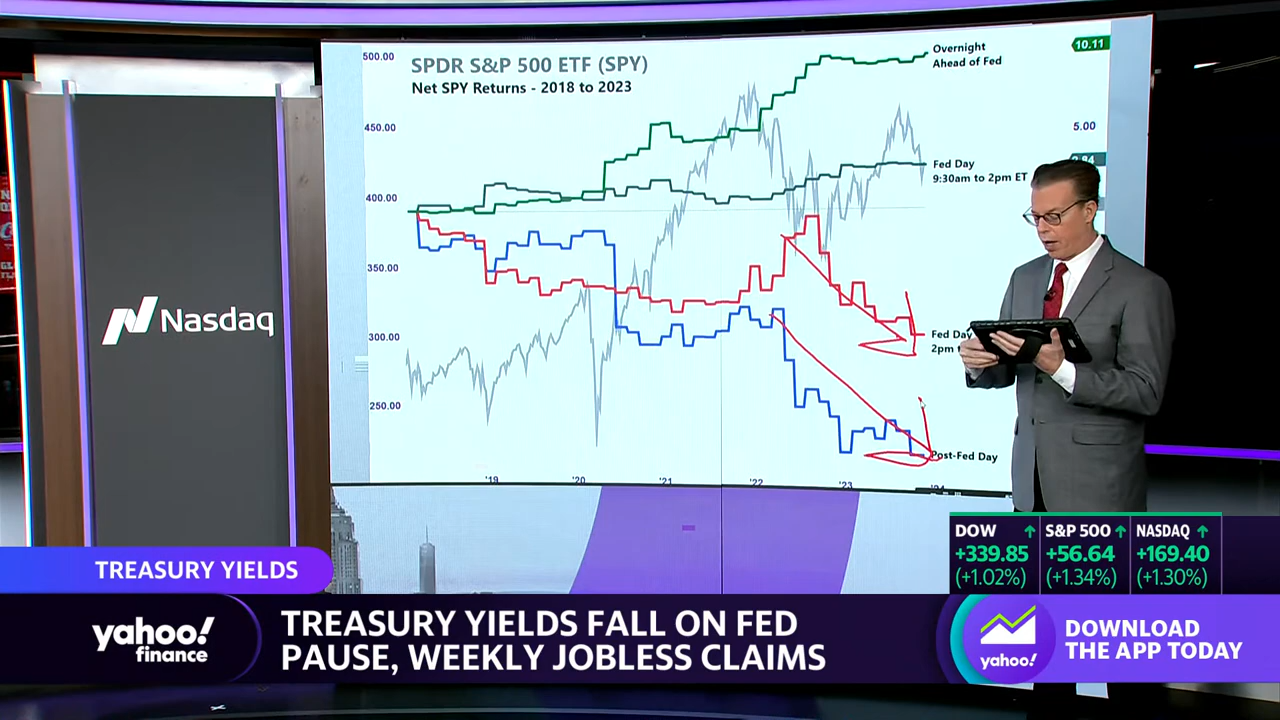 SPDR S&P 500 ETF (SPY)
Net SPY Returns - 2018 to 2023
500.00
450.00
400.00
350.00
300.00
250.00
10.11
5.00
Overnight
Ahead of Fed
Fed Day
9:30am to 2pm ET
Fed Day
2pm
Post-Fed Day
'19
'20
'21
'22
'23
'24
Nasdaq
DOW
+339.85
(+1.02%)
S&P 500
+56.64
(+1.34%)
NASDAQ
+169.40
(+1.30%)
TREASURY YIELDS
yahoo!
finance
TREASURY YIELDS FALL ON FED
PAUSE, WEEKLY JOBLESS CLAIMS
yahoo!
DOWNLOAD
THE APP TODAY